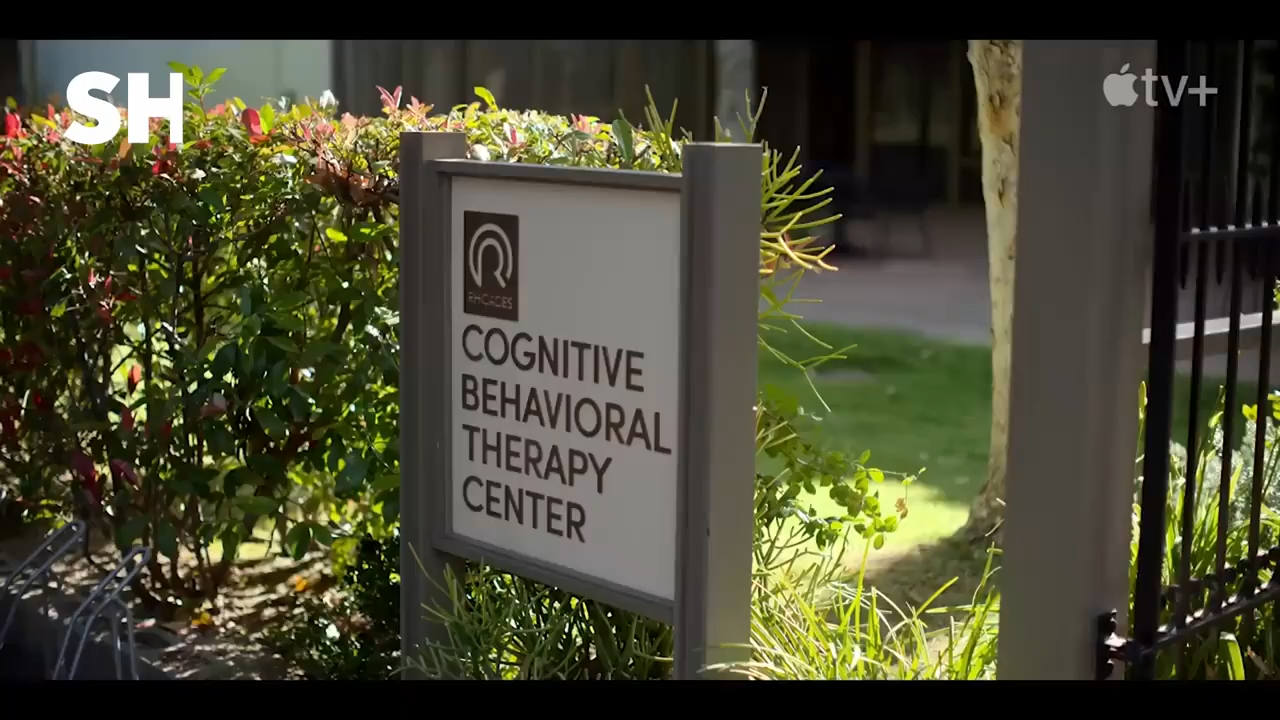 SH
tv+
RHOADES
COGNITIVE
BEHAVIORAL
THERAPY
CENTER